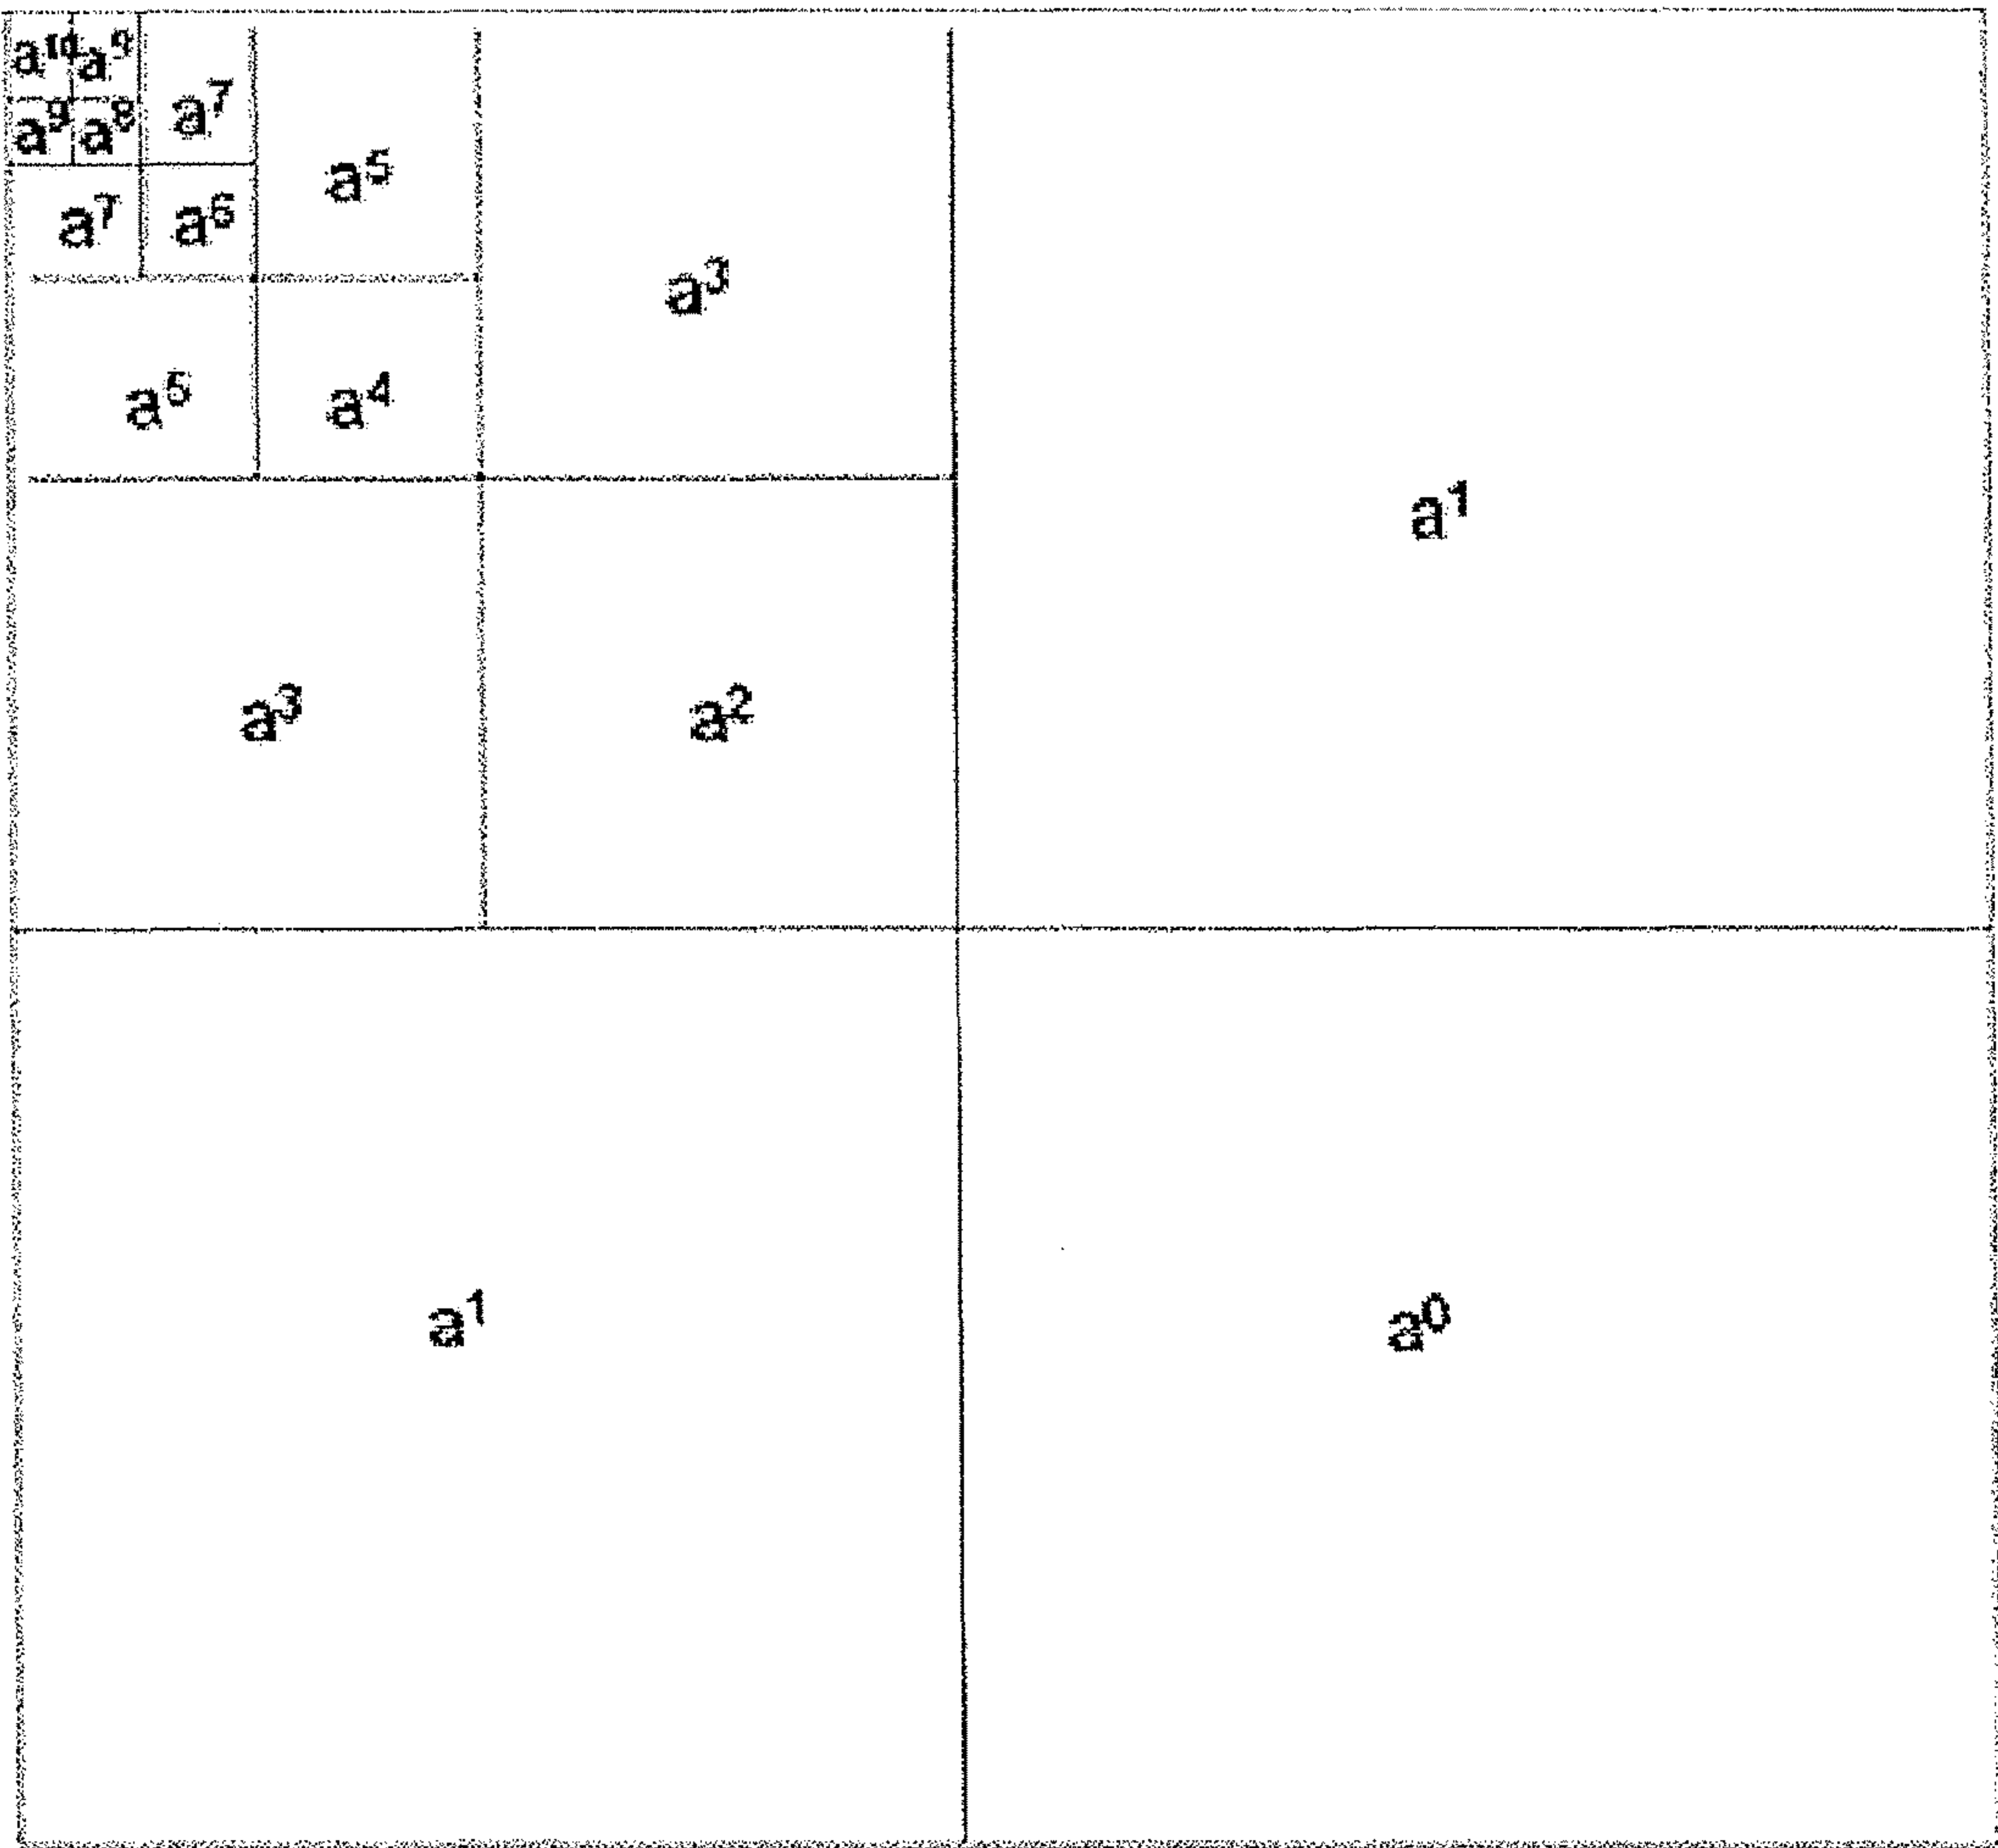 a¹⁰ a⁹
a⁹ a⁸ a⁷
a⁷ a⁶ a⁵
a³
a⁵ a⁴
a¹
a³ a²
a¹ a⁰